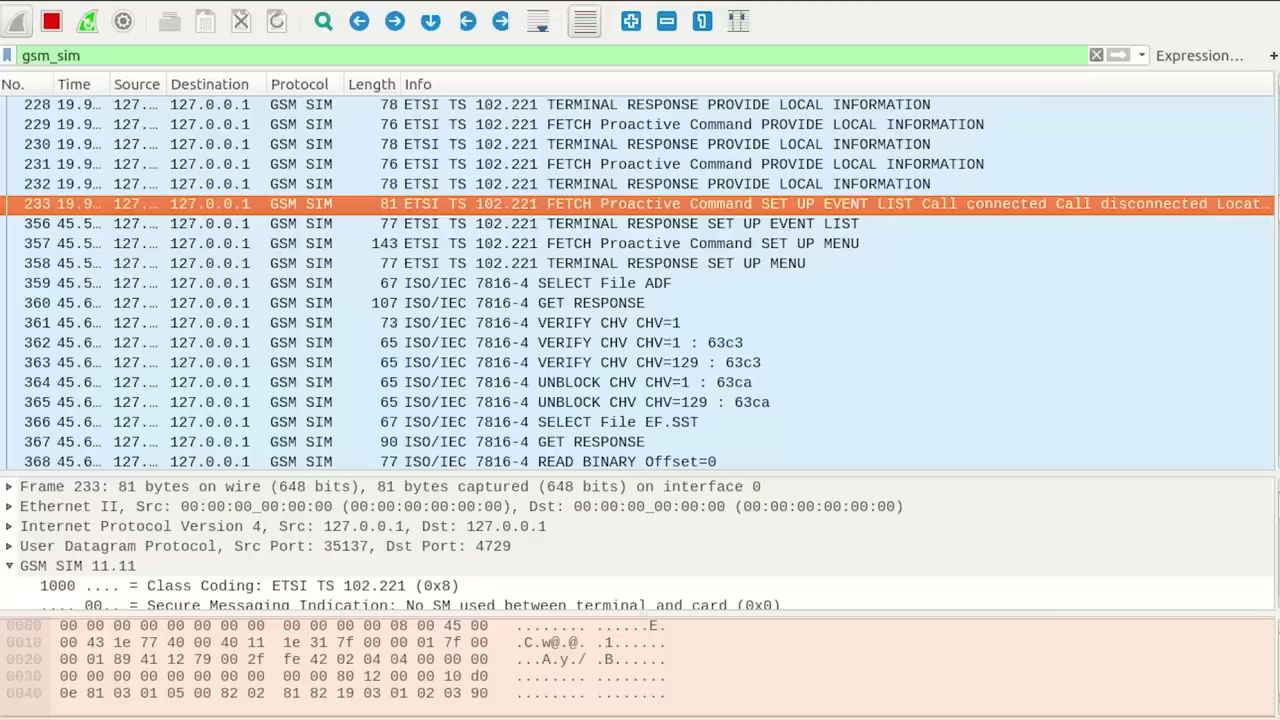 gsm_sim Expression… +
No. Time Source Destination Protocol Length Info
228 19.9… 127.… 127.0.0.1 GSM SIM 78 ETSI TS 102.221 TERMINAL RESPONSE PROVIDE LOCAL INFORMATION
229 19.9… 127.… 127.0.0.1 GSM SIM 76 ETSI TS 102.221 FETCH Proactive Command PROVIDE LOCAL INFORMATION
230 19.9… 127.… 127.0.0.1 GSM SIM 78 ETSI TS 102.221 TERMINAL RESPONSE PROVIDE LOCAL INFORMATION
231 19.9… 127.… 127.0.0.1 GSM SIM 76 ETSI TS 102.221 FETCH Proactive Command PROVIDE LOCAL INFORMATION
232 19.9… 127.… 127.0.0.1 GSM SIM 78 ETSI TS 102.221 TERMINAL RESPONSE PROVIDE LOCAL INFORMATION
233 19.9… 127.… 127.0.0.1 GSM SIM 81 ETSI TS 102.221 FETCH Proactive Command SET UP EVENT LIST Call connected Call disconnected Locat…
356 45.5… 127.… 127.0.0.1 GSM SIM 77 ETSI TS 102.221 TERMINAL RESPONSE SET UP EVENT LIST
357 45.5… 127.… 127.0.0.1 GSM SIM 143 ETSI TS 102.221 FETCH Proactive Command SET UP MENU
358 45.5… 127.… 127.0.0.1 GSM SIM 77 ETSI TS 102.221 TERMINAL RESPONSE SET UP MENU
359 45.5… 127.… 127.0.0.1 GSM SIM 67 ISO/IEC 7816-4 SELECT File ADF
360 45.6… 127.… 127.0.0.1 GSM SIM 107 ISO/IEC 7816-4 GET RESPONSE
361 45.6… 127.… 127.0.0.1 GSM SIM 73 ISO/IEC 7816-4 VERIFY CHV CHV=1
362 45.6… 127.… 127.0.0.1 GSM SIM 65 ISO/IEC 7816-4 VERIFY CHV CHV=1 : 63c3
363 45.6… 127.… 127.0.0.1 GSM SIM 65 ISO/IEC 7816-4 VERIFY CHV CHV=129 : 63c3
364 45.6… 127.… 127.0.0.1 GSM SIM 65 ISO/IEC 7816-4 UNBLOCK CHV CHV=1 : 63ca
365 45.6… 127.… 127.0.0.1 GSM SIM 65 ISO/IEC 7816-4 UNBLOCK CHV CHV=129 : 63ca
366 45.6… 127.… 127.0.0.1 GSM SIM 67 ISO/IEC 7816-4 SELECT File EF.SST
367 45.6… 127.… 127.0.0.1 GSM SIM 90 ISO/IEC 7816-4 GET RESPONSE
368 45.6… 127.… 127.0.0.1 GSM SIM 77 ISO/IEC 7816-4 READ BINARY Offset=0
Frame 233: 81 bytes on wire (648 bits), 81 bytes captured (648 bits) on interface 0
Ethernet II, Src: 00:00:00_00:00:00 (00:00:00:00:00:00), Dst: 00:00:00_00:00:00 (00:00:00:00:00:00)
Internet Protocol Version 4, Src: 127.0.0.1, Dst: 127.0.0.1
User Datagram Protocol, Src Port: 35137, Dst Port: 4729
GSM SIM 11.11
1000 .... = Class Coding: ETSI TS 102.221 (0x8)
.... 00.. = Secure Messaging Indication: No SM used between terminal and card (0x0)
0000 00 00 00 00 00 00 00 00 00 00 00 00 08 00 45 00 ........ ......E.
0010 00 43 1e 77 40 00 40 11 1e 31 7f 00 00 01 7f 00 .C.w@.@. .1......
0020 00 01 89 41 12 79 00 2f fe 42 02 04 04 00 00 00 ...A.y./ .B......
0030 00 00 00 00 00 00 00 00 00 00 80 12 00 00 10 d0 ........ ........
0040 0e 81 03 01 05 00 82 02 81 82 19 03 01 02 03 90 ........ ........